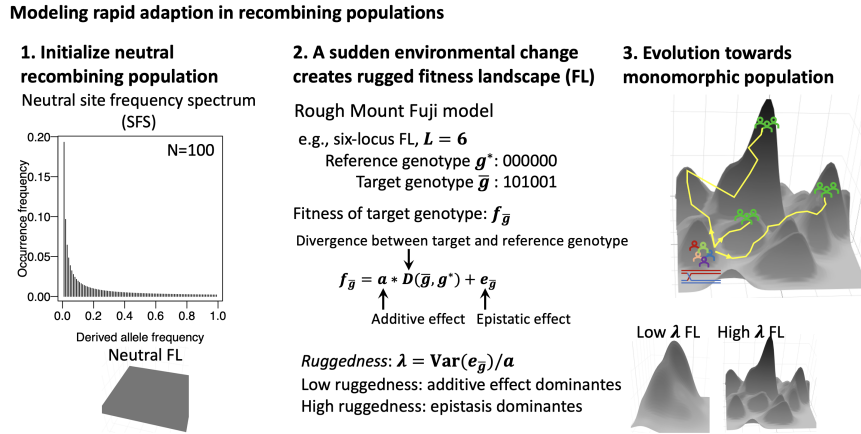 Modeling rapid adaption in recombining populations
1. Initialize neutral
recombining population
Neutral site frequency spectrum
(SFS)
N=100
Occurrence frequency
0.20
0.15
0.10
0.05
0.00
0.0 0.2 0.4 0.6 0.8 1.0
Derived allele frequency
Neutral FL
2. A sudden environmental change
creates rugged fitness landscape (FL)
Rough Mount Fuji model
e.g., six-locus FL, L = 6
Reference genotype g*: 000000
Target genotype g̅ : 101001
Fitness of target genotype: f_g̅
Divergence between target and reference genotype
f_g̅ = a * D(g̅, g*) + e_g̅
Additive effect Epistatic effect
Ruggedness: λ = Var(e_g̅)/a
Low ruggedness: additive effect dominantes
High ruggedness: epistasis dominantes
3. Evolution towards
monomorphic population
Low λ FL High λ FL